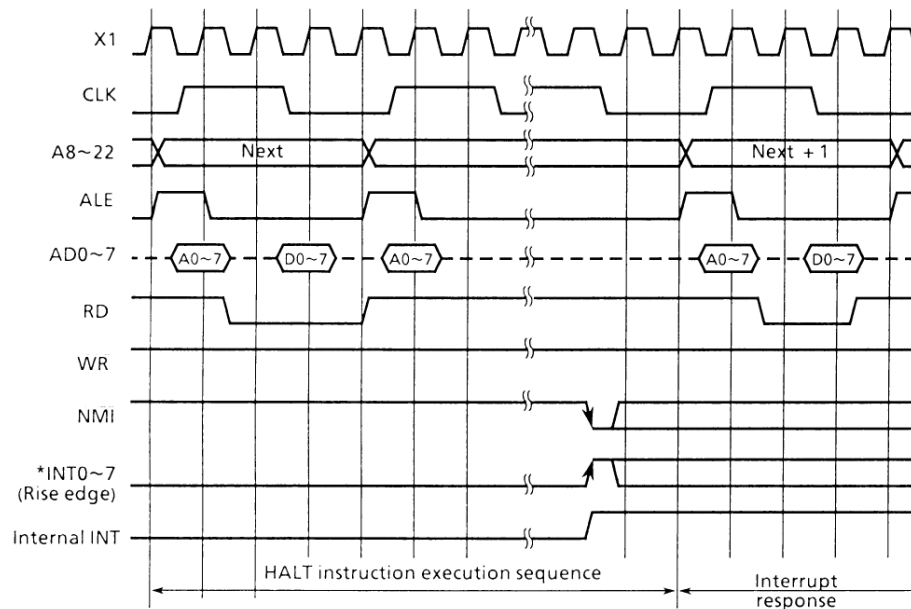 X1
CLK
A8~22
Next
Next + 1
ALE
AD0~7
A0~7
D0~7
A0~7
A0~7
D0~7
RD
WR
NMI
*INT0~7
(Rise edge)
Internal INT
HALT instruction execution sequence
Interrupt
response